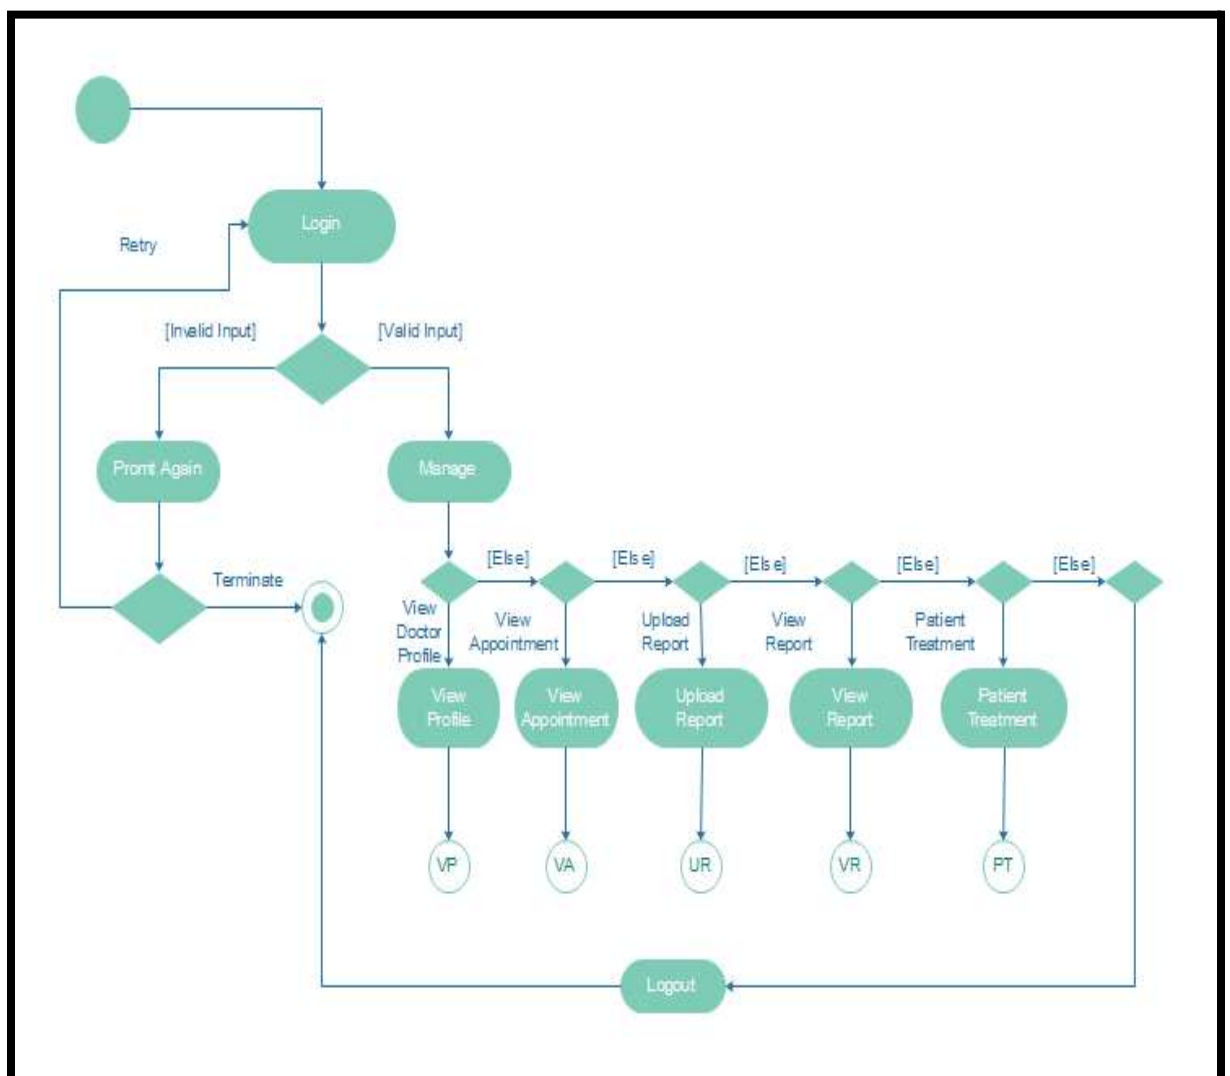 Login
Retry
[Invalid Input]
[Valid Input]
Promt Again
Manage
Terminate
[Else]
[Else]
[Else]
[Else]
[Else]
View
Doctor
Profile
View
Appointment
Upload
Report
View
Report
Patient
Treatment
View
Profile
View
Appointment
Upload
Report
View
Report
Patient
Treatment
VP
VA
UR
VR
PT
Logout